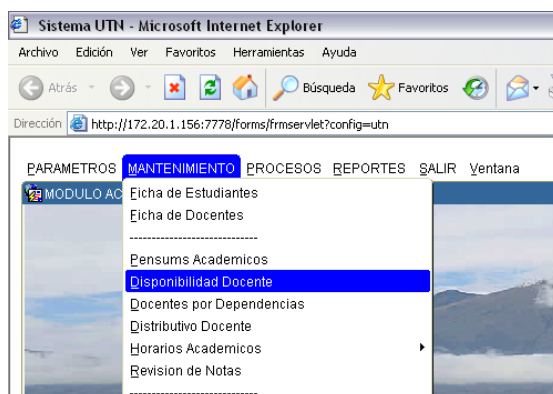 Sistema UTN - Microsoft Internet Explorer
Archivo Edición Ver Favoritos Herramientas Ayuda
Atrás Búsqueda Favoritos
Dirección http://172.20.1.156:7778/forms/frmservlet?config=utn
PARAMETROS MANTENIMIENTO PROCESOS REPORTES SALIR Ventana
MODULO AC
Ficha de Estudiantes
Ficha de Docentes
----------------------------
Pensums Academicos
Disponibilidad Docente
Docentes por Dependencias
Distributivo Docente
Horarios Academicos
Revision de Notas
----------------------------